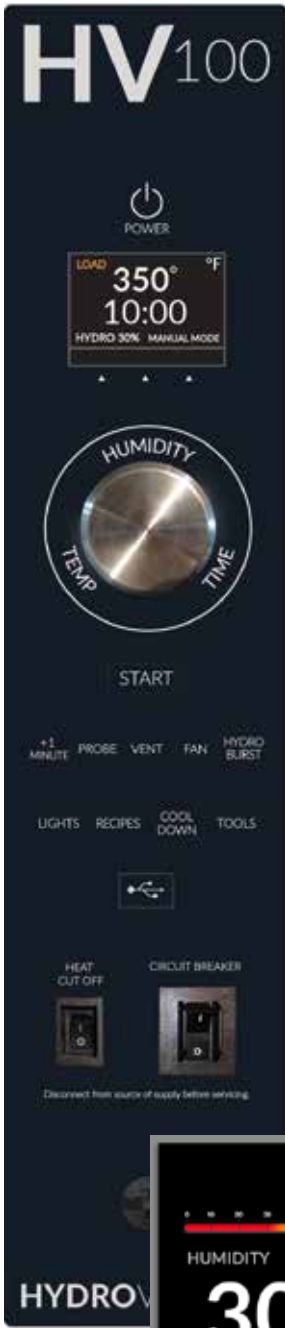 HV100
POWER
LOAD 350° °F
10:00
HYDRO 30% MANUAL MODE
HUMIDITY
TEMP TIME
START
+1 MINUTE PROBE VENT FAN HYDRO BURST
LIGHTS RECIPES COOL DOWN TOOLS
HEAT CUT OFF CIRCUIT BREAKER
I I
O O
Disconnect from source of supply before servicing.
HUMIDITY
30
HYDROV